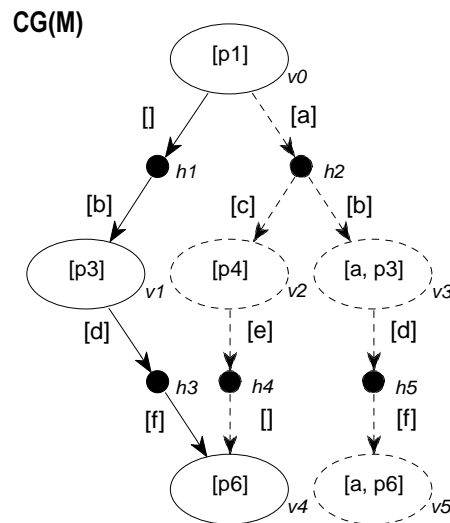 CG(M)
[p1]
v0
[] [a]
h1 h2
[b] [c] [b]
[p3] [p4] [a, p3]
v1 v2 v3
[d] [e] [d]
h3 h4 h5
[f] [] [f]
[p6] [a, p6]
v4 v5